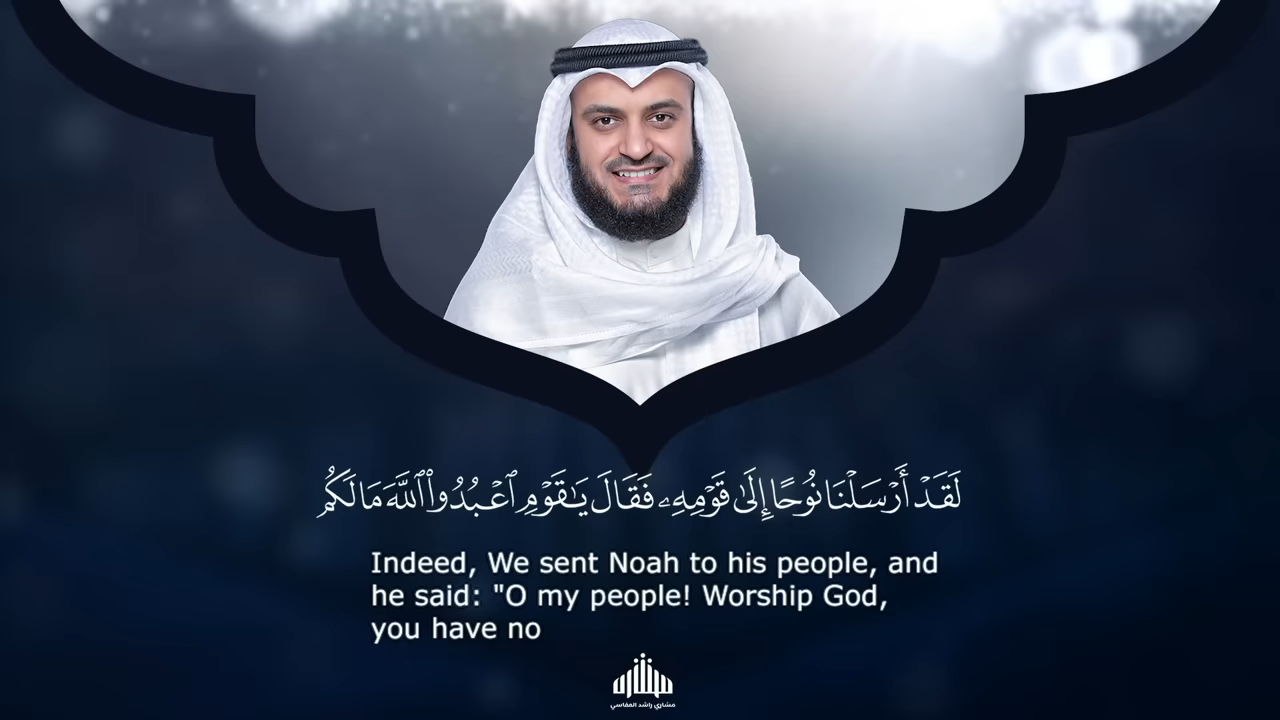 لَقَدْ أَرْسَلْنَا نُوحًا إِلَىٰ قَوْمِهِۦ فَقَالَ يَـٰقَوْمِ ٱعْبُدُوا۟ ٱللَّهَ مَا لَكُم
Indeed, We sent Noah to his people, and
he said: "O my people! Worship God,
you have no
مشاري
مشاري راشد العفاسي